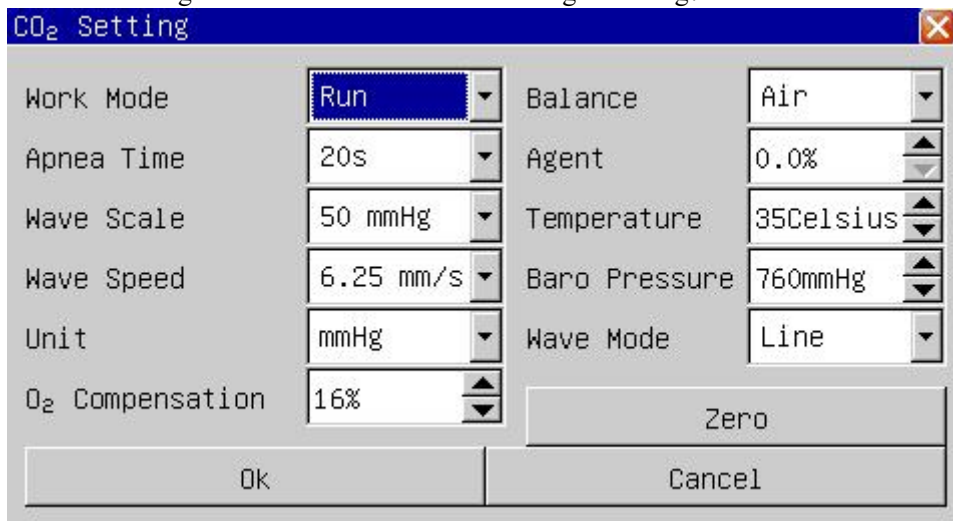 CO₂ Setting
Work Mode Run Balance Air
Apnea Time 20s Agent 0.0%
Wave Scale 50 mmHg Temperature 35Celsius
Wave Speed 6.25 mm/s Baro Pressure 760mmHg
Unit mmHg Wave Mode Line
O₂ Compensation 16% Zero
Ok Cancel